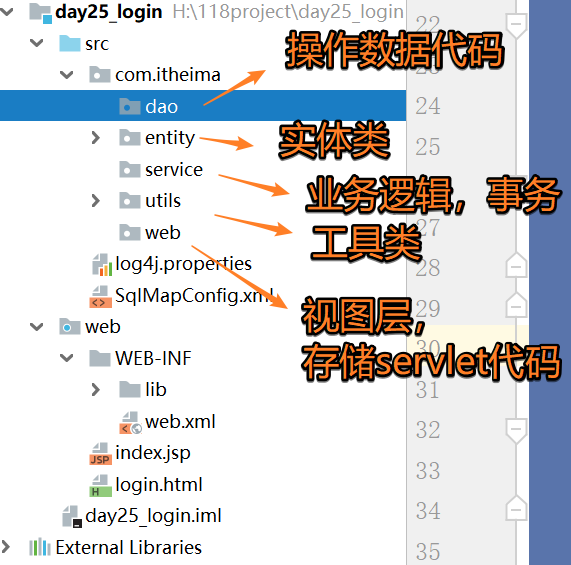 day25_login H:\118project\day25_login
22
src
操作数据代码
com.itheima
dao
24
entity
实体类
25
service
业务逻辑，事务
utils
27
工具类
web
log4j.properties
28
SqlMapConfig.xml
29
视图层，
web
30
存储servlet代码
WEB-INF
lib
31
web.xml
32
index.jsp
33
login.html
day25_login.iml
34
External Libraries
35